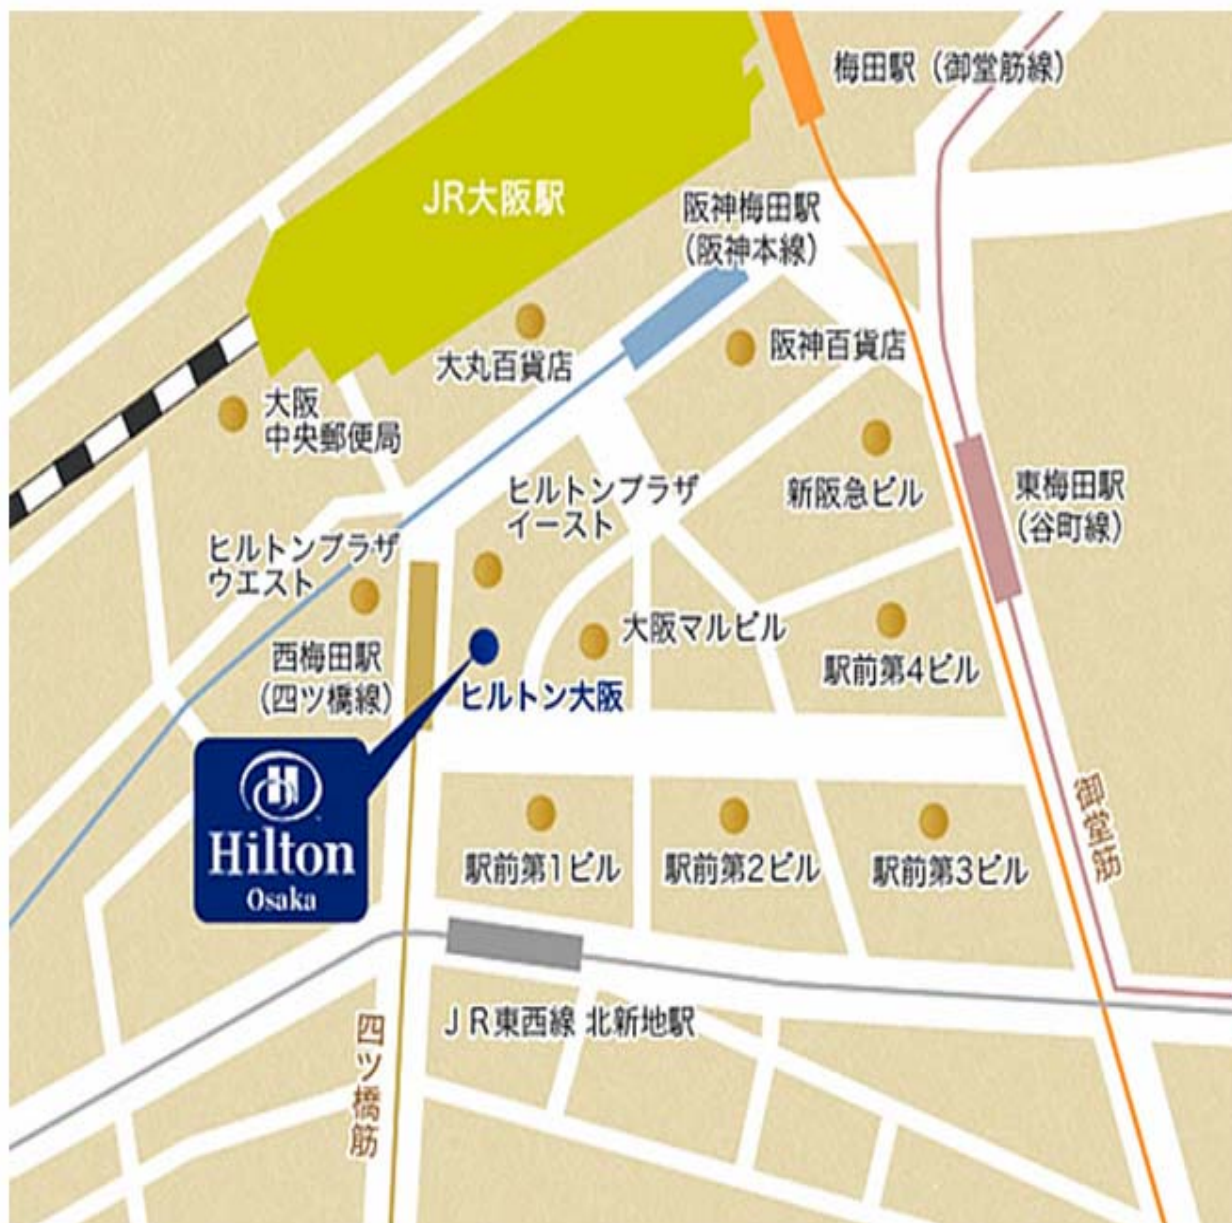 梅田駅（御堂筋線）
JR大阪駅
阪神梅田駅
（阪神本線）
大丸百貨店
阪神百貨店
大阪
中央郵便局
新阪急ビル
東梅田駅
（谷町線）
ヒルトンプラザ
イースト
ヒルトンプラザ
ウエスト
大阪マルビル
駅前第4ビル
西梅田駅
（四ツ橋線）
ヒルトン大阪
Hilton
Osaka
御堂筋
駅前第1ビル
駅前第2ビル
駅前第3ビル
JR東西線 北新地駅
四ツ橋筋